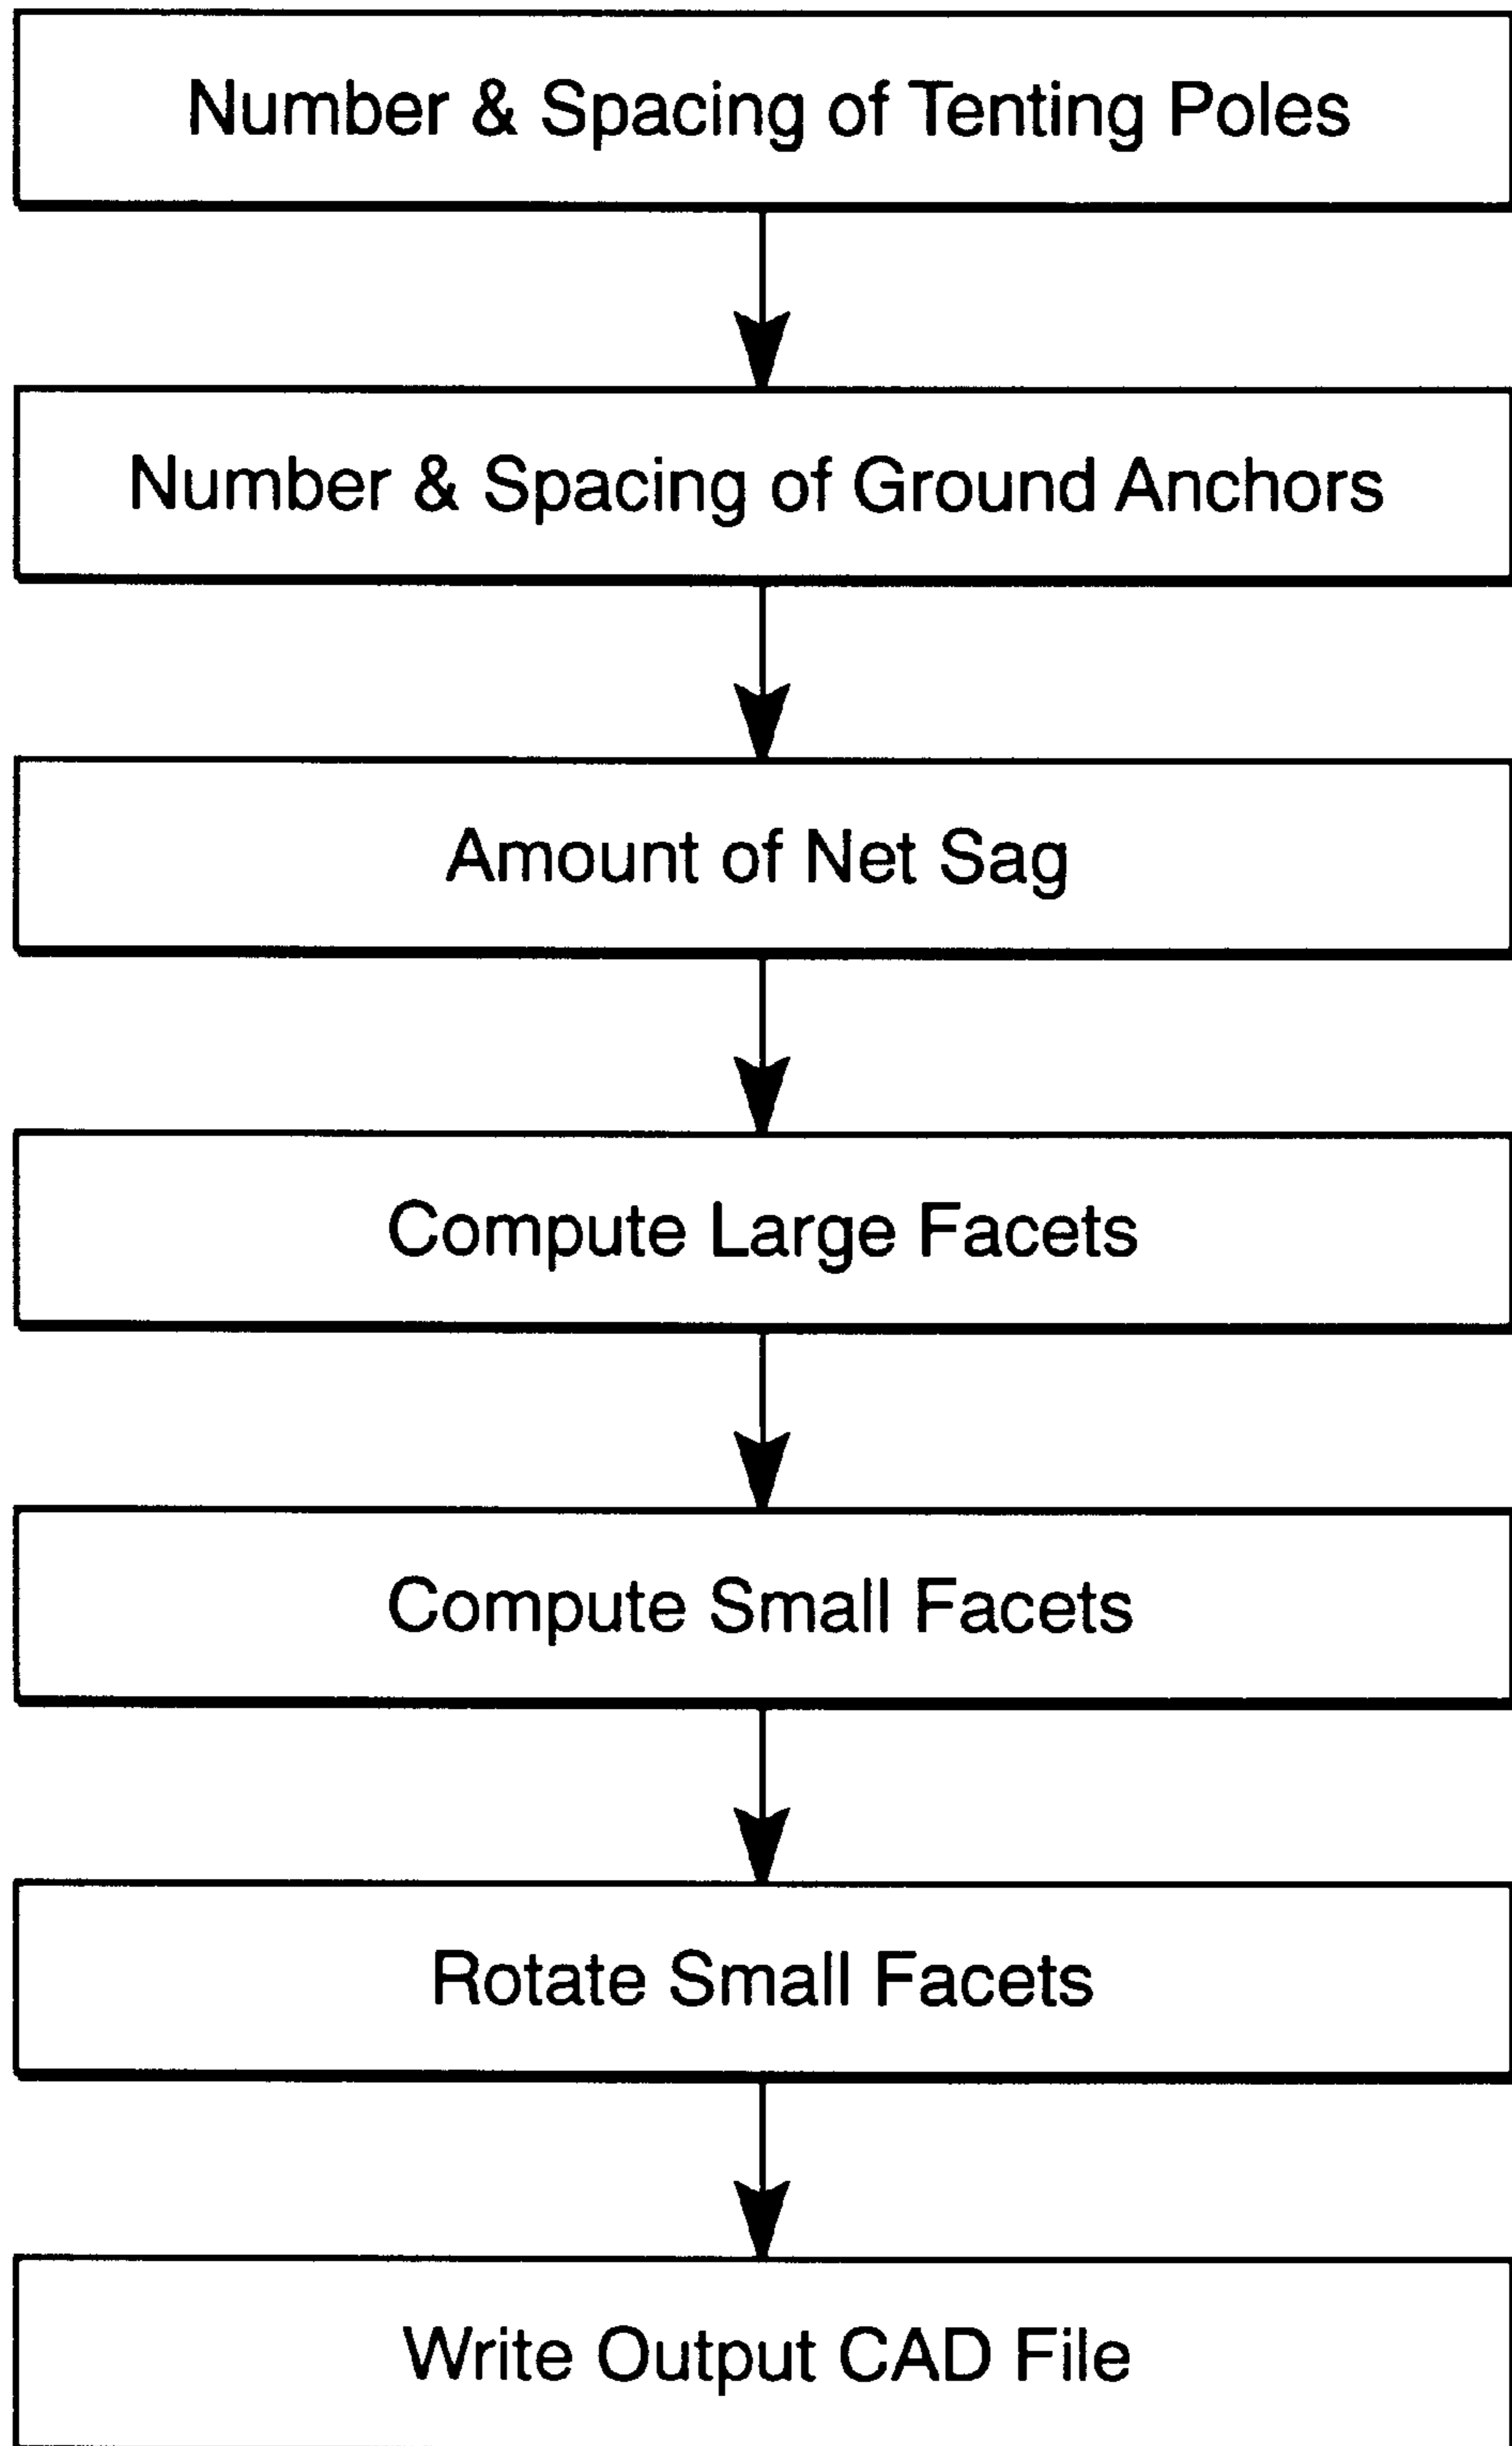 Number & Spacing of Tenting Poles
Number & Spacing of Ground Anchors
Amount of Net Sag
Compute Large Facets
Compute Small Facets
Rotate Small Facets
Write Output CAD File